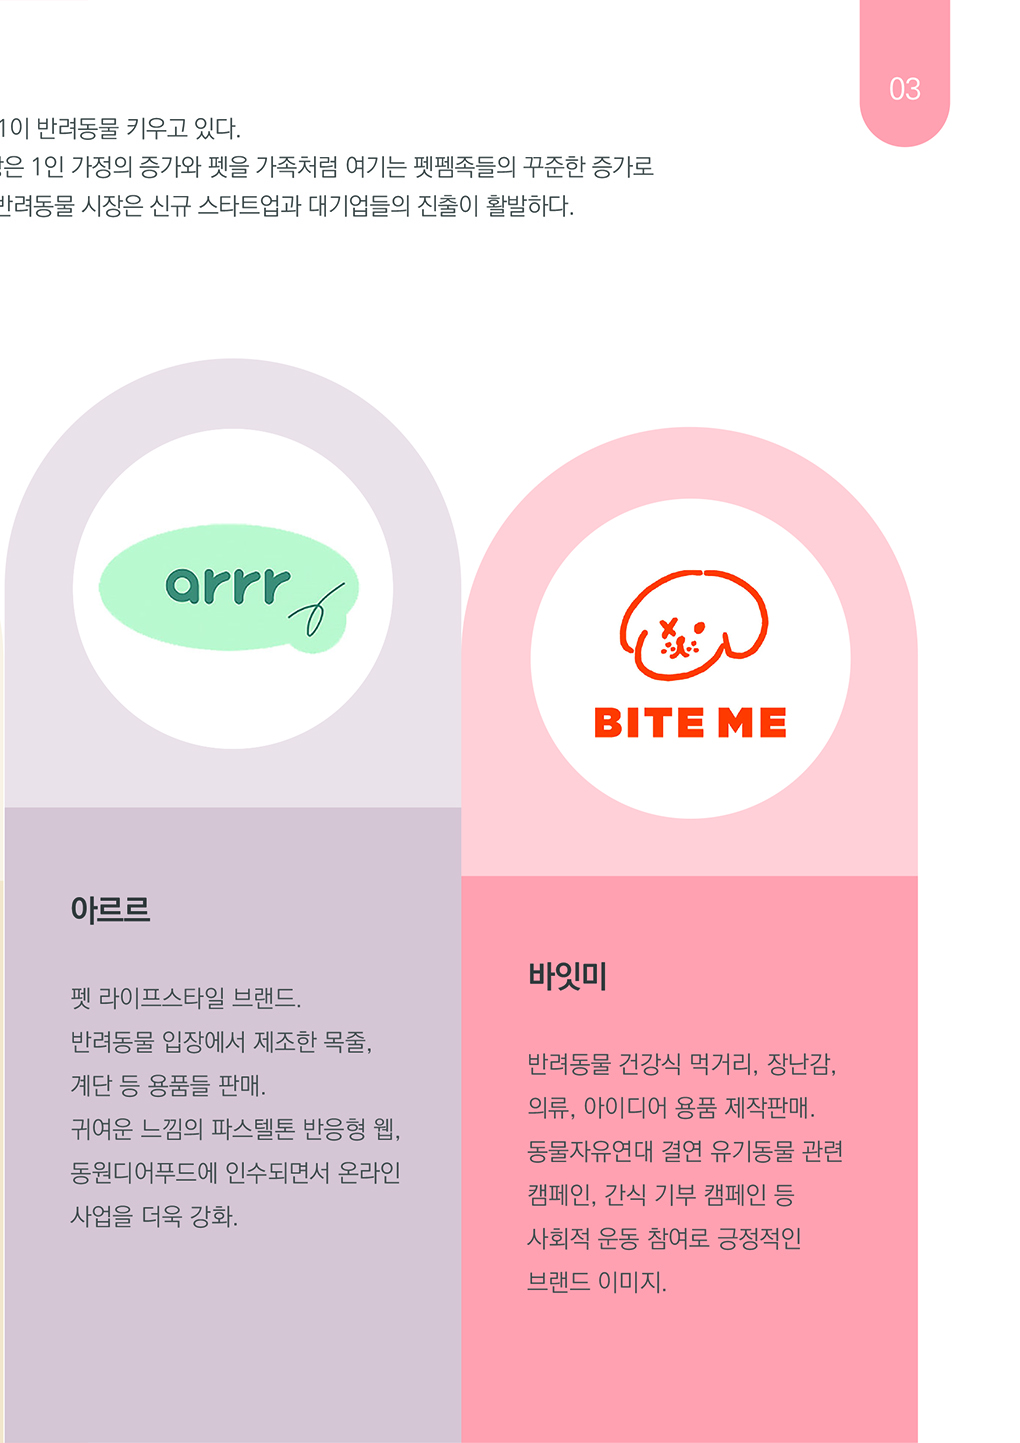 03
1이 반려동물 키우고 있다.
은 1인 가정의 증가와 펫을 가족처럼 여기는 펫펨족들의 꾸준한 증가로
반려동물 시장은 신규 스타트업과 대기업들의 진출이 활발하다.
arrr
BITE ME
아르르
펫 라이프스타일 브랜드.
반려동물 입장에서 제조한 목줄,
계단 등 용품들 판매.
귀여운 느낌의 파스텔톤 반응형 웹,
동원디어푸드에 인수되면서 온라인
사업을 더욱 강화.
바잇미
반려동물 건강식 먹거리, 장난감,
의류, 아이디어 용품 제작판매.
동물자유연대 결연 유기동물 관련
캠페인, 간식 기부 캠페인 등
사회적 운동 참여로 긍정적인
브랜드 이미지.